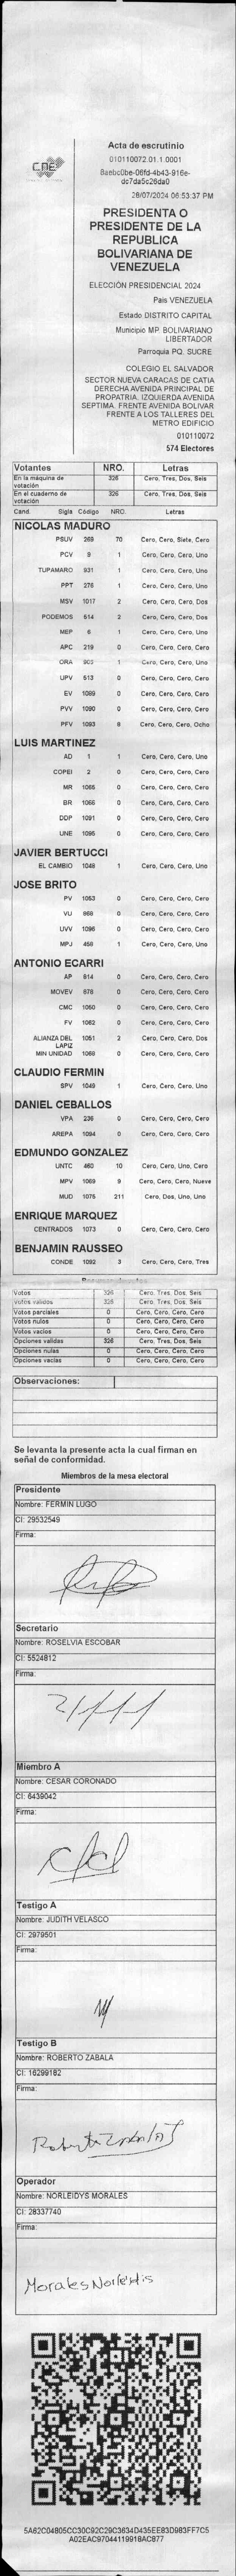 CNE
Acta de escrutinio
010110072.01.1.0001
8aebc0be-06fd-4b43-916e-
dc7da5c26da0
28/07/2024 06:53:37 PM
PRESIDENTA O
PRESIDENTE DE LA
REPUBLICA
BOLIVARIANA DE
VENEZUELA
ELECCIÓN PRESIDENCIAL 2024
Pais VENEZUELA
Estado DISTRITO CAPITAL
Municipio MP. BOLIVARIANO
LIBERTADOR
Parroquia PQ. SUCRE
COLEGIO EL SALVADOR
SECTOR NUEVA CARACAS DE CATIA
DERECHA AVENIDA PRINCIPAL DE
PROPATRIA. IZQUIERDA AVENIDA
SEPTIMA. FRENTE AVENIDA BOLIVAR
FRENTE A LOS TALLERES DEL
METRO EDIFICIO
010110072
574 Electores
Votantes NRO. Letras
En la máquina de votación 326 Cero, Tres, Dos, Seis
En el cuaderno de votación 326 Cero, Tres, Dos, Seis
Cand. Sigla Código NRO. Letras
NICOLAS MADURO
PSUV 269 70 Cero, Cero, Siete, Cero
PCV 9 1 Cero, Cero, Cero, Uno
TUPAMARO 931 1 Cero, Cero, Cero, Uno
PPT 276 1 Cero, Cero, Cero, Uno
MSV 1017 2 Cero, Cero, Cero, Dos
PODEMOS 514 2 Cero, Cero, Cero, Dos
MEP 6 1 Cero, Cero, Cero, Uno
APC 219 0 Cero, Cero, Cero, Cero
ORA 1 Cero, Cero, Cero, Uno
UPV 513 0 Cero, Cero, Cero, Cero
EV 1089 0 Cero, Cero, Cero, Cero
PVV 1090 0 Cero, Cero, Cero, Cero
PFV 1093 8 Cero, Cero, Cero, Ocho
LUIS MARTINEZ
AD 1 1 Cero, Cero, Cero, Uno
COPEI 2 0 Cero, Cero, Cero, Cero
MR 1065 0 Cero, Cero, Cero, Cero
BR 1066 0 Cero, Cero, Cero, Cero
DDP 1091 0 Cero, Cero, Cero, Cero
UNE 1095 0 Cero, Cero, Cero, Cero
JAVIER BERTUCCI
EL CAMBIO 1048 1 Cero, Cero, Cero, Uno
JOSE BRITO
PV 1053 0 Cero, Cero, Cero, Cero
VU 868 0 Cero, Cero, Cero, Cero
UVV 1096 0 Cero, Cero, Cero, Cero
MPJ 458 1 Cero, Cero, Cero, Uno
ANTONIO ECARRI
AP 914 0 Cero, Cero, Cero, Cero
MOVEV 878 0 Cero, Cero, Cero, Cero
CMC 1050 0 Cero, Cero, Cero, Cero
FV 1062 0 Cero, Cero, Cero, Cero
ALIANZA DEL LAPIZ 1051 2 Cero, Cero, Cero, Dos
MIN UNIDAD 1068 0 Cero, Cero, Cero, Cero
CLAUDIO FERMIN
SPV 1049 1 Cero, Cero, Cero, Uno
DANIEL CEBALLOS
VPA 236 0 Cero, Cero, Cero, Cero
AREPA 1094 0 Cero, Cero, Cero, Cero
EDMUNDO GONZALEZ
UNTC 460 10 Cero, Cero, Uno, Cero
MPV 1069 9 Cero, Cero, Cero, Nueve
MUD 1075 211 Cero, Dos, Uno, Uno
ENRIQUE MARQUEZ
CENTRADOS 1073 0 Cero, Cero, Cero, Cero
BENJAMIN RAUSSEO
CONDE 1092 3 Cero, Cero, Cero, Tres
Votos 326 Cero, Tres, Dos, Seis
Votos válidos 326 Cero, Tres, Dos, Seis
Votos parciales 0 Cero, Cero, Cero, Cero
Votos nulos 0 Cero, Cero, Cero, Cero
Votos vacíos 0 Cero, Cero, Cero, Cero
Opciones validas 326 Cero, Tres, Dos, Seis
Opciones nulas 0 Cero, Cero, Cero, Cero
Opciones vacías 0 Cero, Cero, Cero, Cero
Observaciones:
Se levanta la presente acta la cual firman en
señal de conformidad.
Miembros de la mesa electoral
Presidente
Nombre: FERMIN LUGO
CI: 29532549
Firma:
Secretario
Nombre: ROSELVIA ESCOBAR
CI: 5524812
Firma:
Miembro A
Nombre: CESAR CORONADO
CI: 6439042
Firma:
Testigo A
Nombre: JUDITH VELASCO
CI: 2979501
Firma:
Testigo B
Nombre: ROBERTO ZABALA
CI: 16299182
Firma:
Operador
Nombre: NORLEIDYS MORALES
CI: 28337740
Firma:
Morales Norleidis
5A62C04805CC30C92C29C3634D435EE83D983FF7C5
A02EAC97044119918AC877